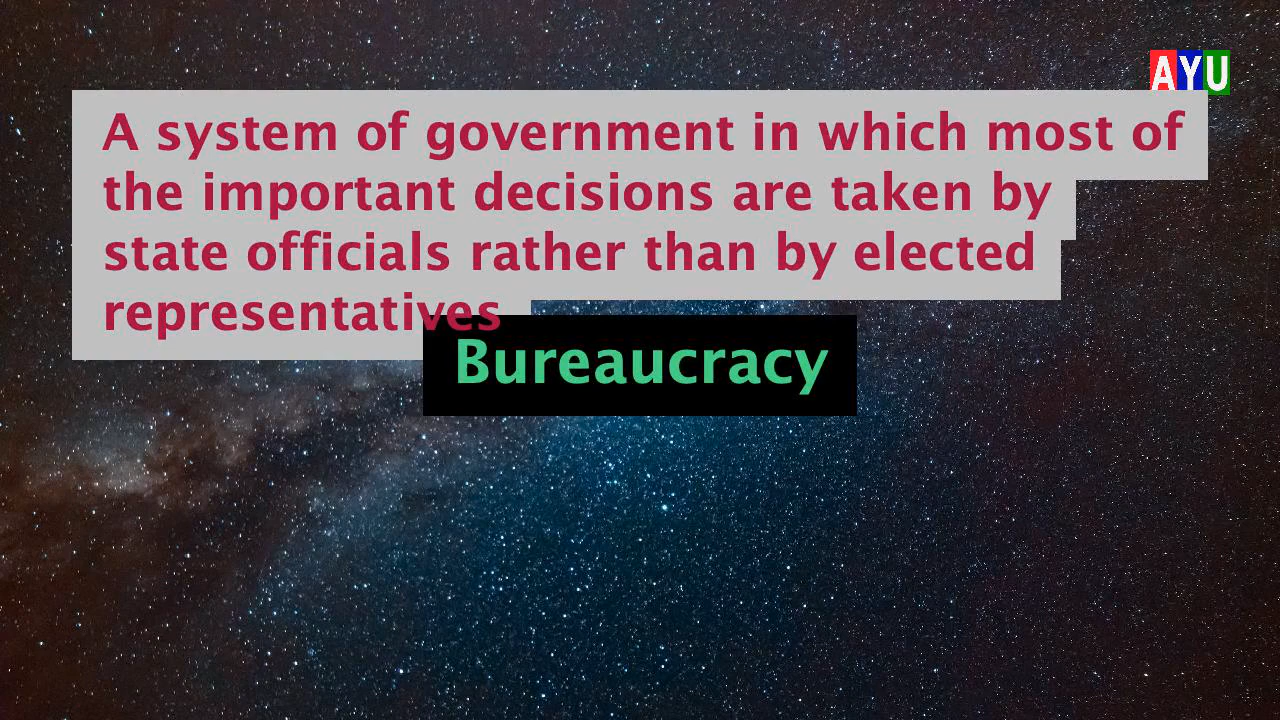 AYU
A system of government in which most of
the important decisions are taken by
state officials rather than by elected
representatives
Bureaucracy